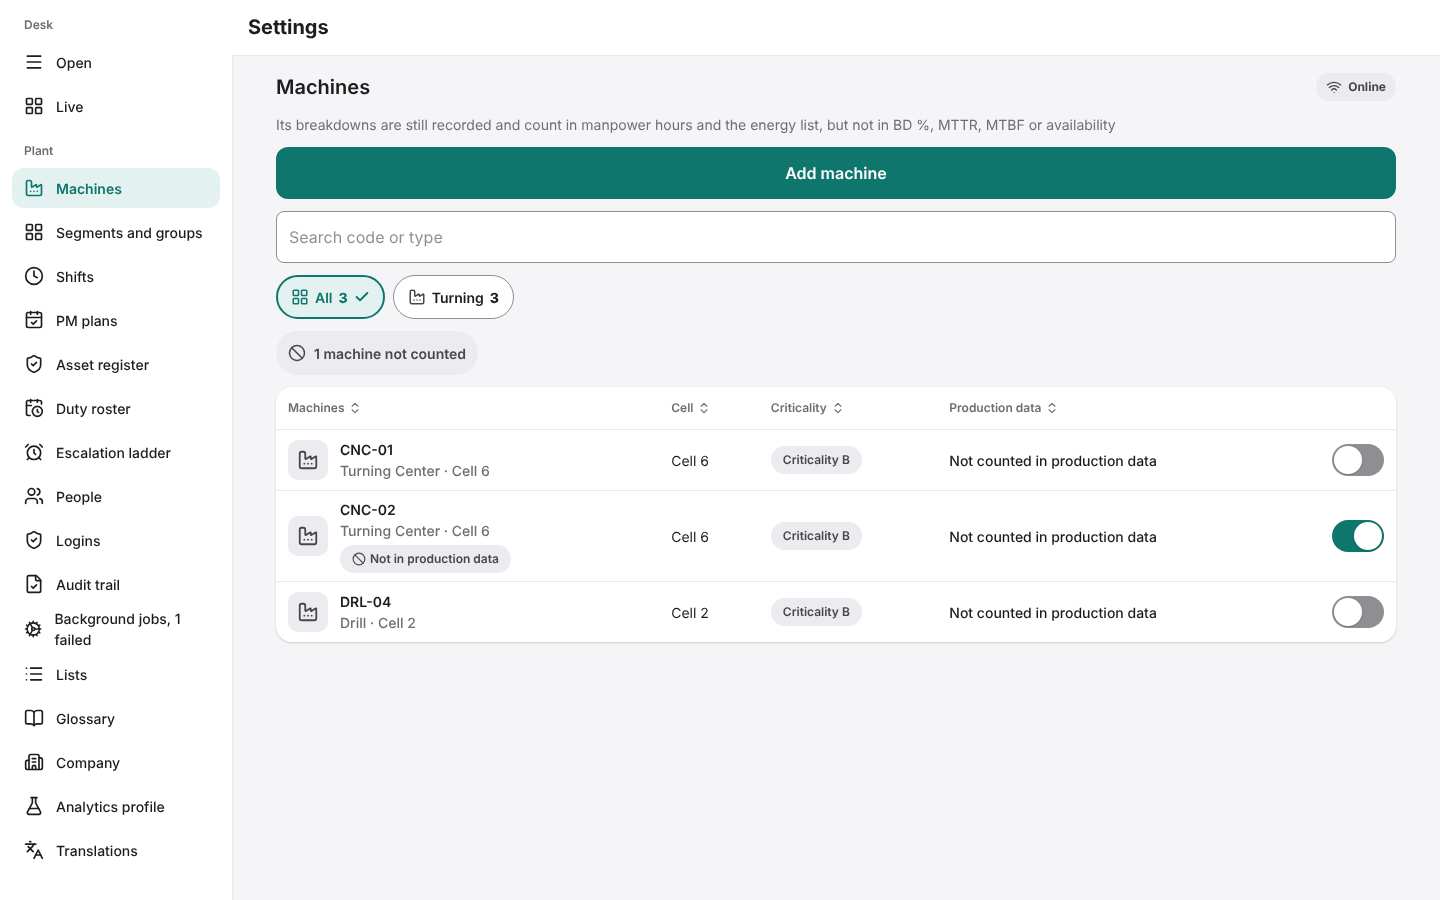 Desk
Open
Live
Plant
Machines
Segments and groups
Shifts
PM plans
Asset register
Duty roster
Escalation ladder
People
Logins
Audit trail
Background jobs, 1
failed
Lists
Glossary
Company
Analytics profile
Translations
Settings
Machines
Online
Its breakdowns are still recorded and count in manpower hours and the energy list, but not in BD %, MTTR, MTBF or availability
Add machine
Search code or type
All 3
Turning 3
1 machine not counted
Machines Cell Criticality Production data
CNC-01
Turning Center · Cell 6
Cell 6
Criticality B
Not counted in production data
CNC-02
Turning Center · Cell 6
Not in production data
Cell 6
Criticality B
Not counted in production data
DRL-04
Drill · Cell 2
Cell 2
Criticality B
Not counted in production data